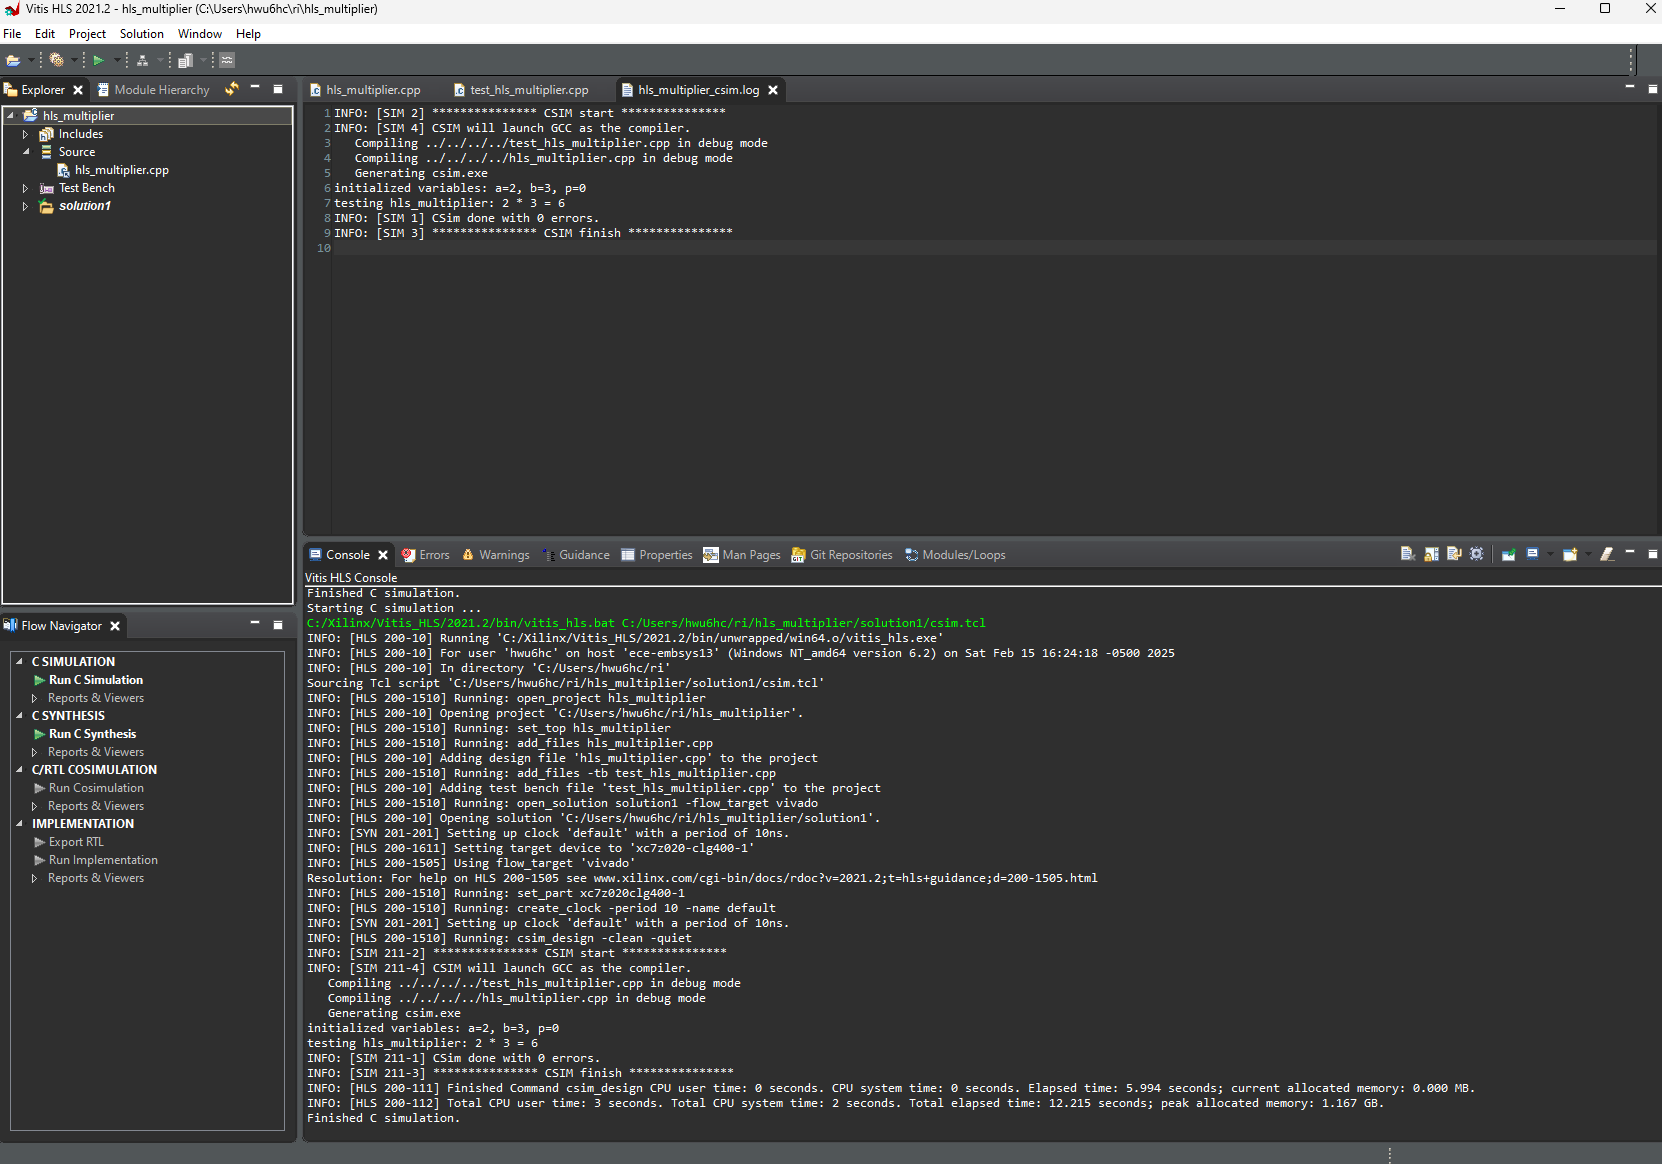 Vitis HLS 2021.2 - hls_multiplier (C:\Users\hwu6hc\ri\hls_multiplier)
File Edit Project Solution Window Help
Explorer Module Hierarchy
hls_multiplier
Includes
Source
hls_multiplier.cpp
Test Bench
solution1
hls_multiplier.cpp test_hls_multiplier.cpp hls_multiplier_csim.log
1 INFO: [SIM 2] *************** CSIM start ***************
2 INFO: [SIM 4] CSIM will launch GCC as the compiler.
3 Compiling ../../../../test_hls_multiplier.cpp in debug mode
4 Compiling ../../../../hls_multiplier.cpp in debug mode
5 Generating csim.exe
6 initialized variables: a=2, b=3, p=0
7 testing hls_multiplier: 2 * 3 = 6
8 INFO: [SIM 1] CSim done with 0 errors.
9 INFO: [SIM 3] *************** CSIM finish ***************
10
Flow Navigator
C SIMULATION
Run C Simulation
Reports & Viewers
C SYNTHESIS
Run C Synthesis
Reports & Viewers
C/RTL COSIMULATION
Run Cosimulation
Reports & Viewers
IMPLEMENTATION
Export RTL
Run Implementation
Reports & Viewers
Console Errors Warnings Guidance Properties Man Pages Git Repositories Modules/Loops
Vitis HLS Console
Finished C simulation.
Starting C simulation ...
C:/Xilinx/Vitis_HLS/2021.2/bin/vitis_hls.bat C:/Users/hwu6hc/ri/hls_multiplier/solution1/csim.tcl
INFO: [HLS 200-10] Running 'C:/Xilinx/Vitis_HLS/2021.2/bin/unwrapped/win64.o/vitis_hls.exe'
INFO: [HLS 200-10] For user 'hwu6hc' on host 'ece-embsys13' (Windows NT_amd64 version 6.2) on Sat Feb 15 16:24:18 -0500 2025
INFO: [HLS 200-10] In directory 'C:/Users/hwu6hc/ri'
Sourcing Tcl script 'C:/Users/hwu6hc/ri/hls_multiplier/solution1/csim.tcl'
INFO: [HLS 200-1510] Running: open_project hls_multiplier
INFO: [HLS 200-10] Opening project 'C:/Users/hwu6hc/ri/hls_multiplier'.
INFO: [HLS 200-1510] Running: set_top hls_multiplier
INFO: [HLS 200-1510] Running: add_files hls_multiplier.cpp
INFO: [HLS 200-10] Adding design file 'hls_multiplier.cpp' to the project
INFO: [HLS 200-1510] Running: add_files -tb test_hls_multiplier.cpp
INFO: [HLS 200-10] Adding test bench file 'test_hls_multiplier.cpp' to the project
INFO: [HLS 200-1510] Running: open_solution solution1 -flow_target vivado
INFO: [HLS 200-10] Opening solution 'C:/Users/hwu6hc/ri/hls_multiplier/solution1'.
INFO: [SYN 201-201] Setting up clock 'default' with a period of 10ns.
INFO: [HLS 200-1611] Setting target device to 'xc7z020-clg400-1'
INFO: [HLS 200-1505] Using flow_target 'vivado'
Resolution: For help on HLS 200-1505 see www.xilinx.com/cgi-bin/docs/rdoc?v=2021.2;t=hls+guidance;d=200-1505.html
INFO: [HLS 200-1510] Running: set_part xc7z020clg400-1
INFO: [HLS 200-1510] Running: create_clock -period 10 -name default
INFO: [SYN 201-201] Setting up clock 'default' with a period of 10ns.
INFO: [HLS 200-1510] Running: csim_design -clean -quiet
INFO: [SIM 211-2] *************** CSIM start ***************
INFO: [SIM 211-4] CSIM will launch GCC as the compiler.
Compiling ../../../../test_hls_multiplier.cpp in debug mode
Compiling ../../../../hls_multiplier.cpp in debug mode
Generating csim.exe
initialized variables: a=2, b=3, p=0
testing hls_multiplier: 2 * 3 = 6
INFO: [SIM 211-1] CSim done with 0 errors.
INFO: [SIM 211-3] *************** CSIM finish ***************
INFO: [HLS 200-111] Finished Command csim_design CPU user time: 0 seconds. CPU system time: 0 seconds. Elapsed time: 5.994 seconds; current allocated memory: 0.000 MB.
INFO: [HLS 200-112] Total CPU user time: 3 seconds. Total CPU system time: 2 seconds. Total elapsed time: 12.215 seconds; peak allocated memory: 1.167 GB.
Finished C simulation.